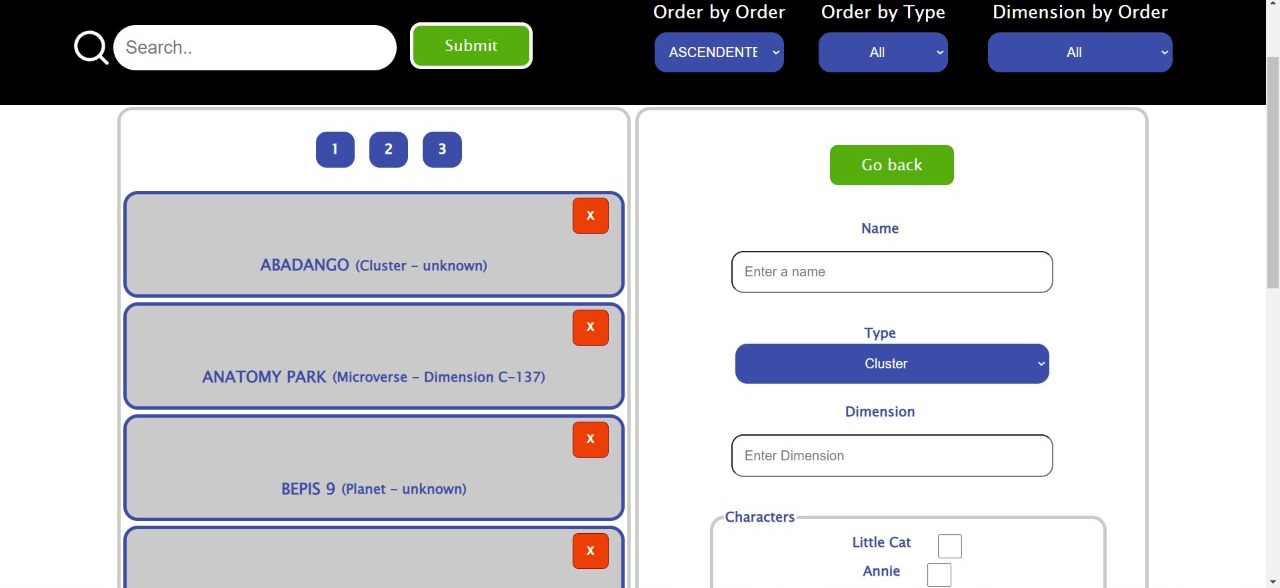 Order by Order Order by Type Dimension by Order
Search.. Submit ASCENDENTE All All
1 2 3
Go back
X
Name
ABADANGO (Cluster - unknown)
Enter a name
X
Type
Cluster
ANATOMY PARK (Microverse - Dimension C-137)
Dimension
X
Enter Dimension
BEPIS 9 (Planet - unknown)
Characters
X
Little Cat
Annie